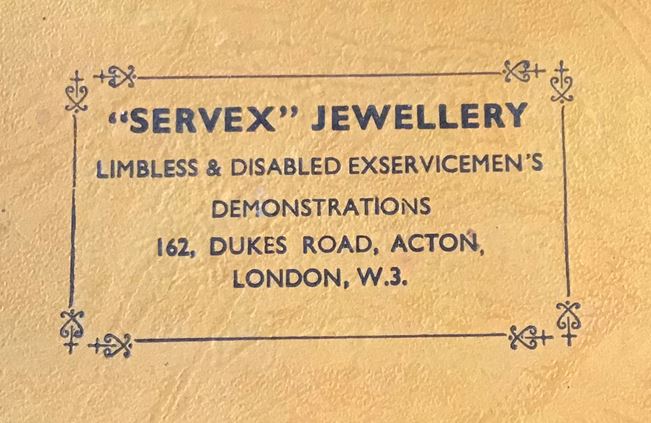 “SERVEX” JEWELLERY
LIMBLESS & DISABLED EXSERVICEMEN'S
DEMONSTRATIONS
162, DUKES ROAD, ACTON,
LONDON, W.3.